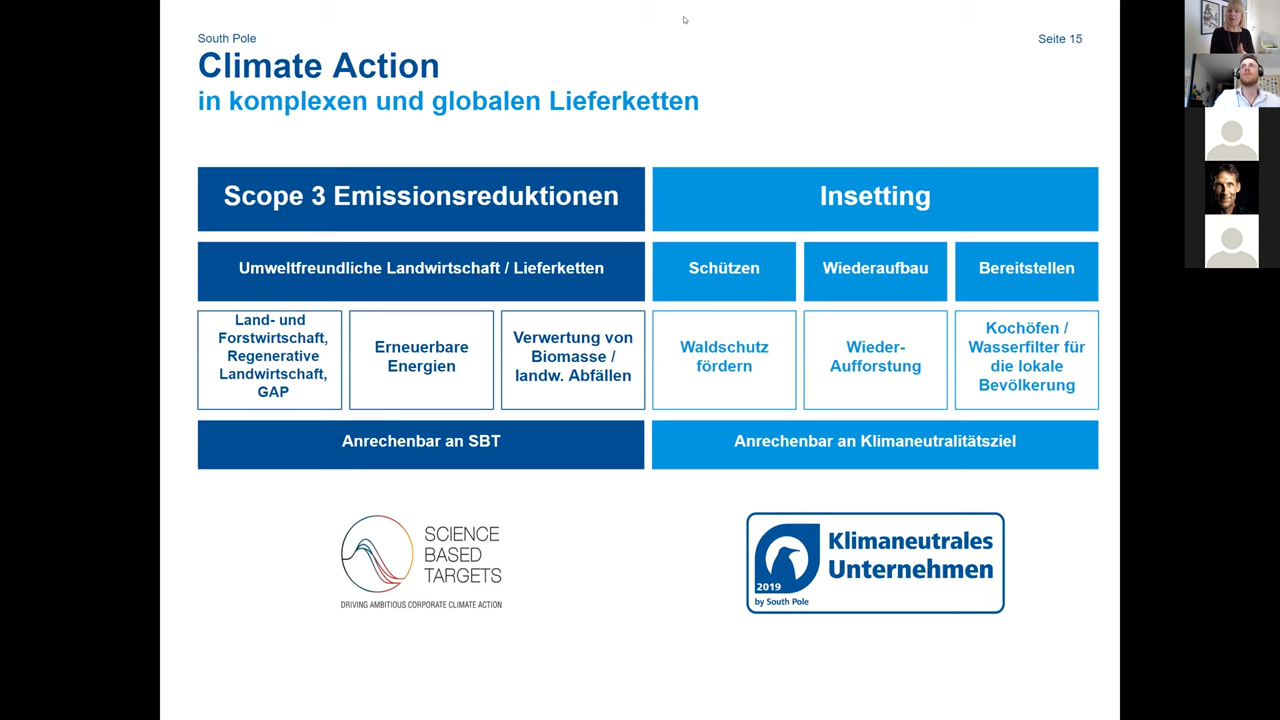 South Pole
Seite 15
Climate Action
in komplexen und globalen Lieferketten
Scope 3 Emissionsreduktionen
Insetting
Umweltfreundliche Landwirtschaft / Lieferketten
Schützen
Wiederaufbau
Bereitstellen
Land- und
Forstwirtschaft,
Regenerative
Landwirtschaft,
GAP
Erneuerbare
Energien
Verwertung von
Biomasse /
landw. Abfällen
Waldschutz
fördern
Wieder-
Aufforstung
Kochöfen /
Wasserfilter für
die lokale
Bevölkerung
Anrechenbar an SBT
Anrechenbar an Klimaneutralitätsziel
SCIENCE
BASED
TARGETS
DRIVING AMBITIOUS CORPORATE CLIMATE ACTION
Klimaneutrales
Unternehmen
2019
by South Pole